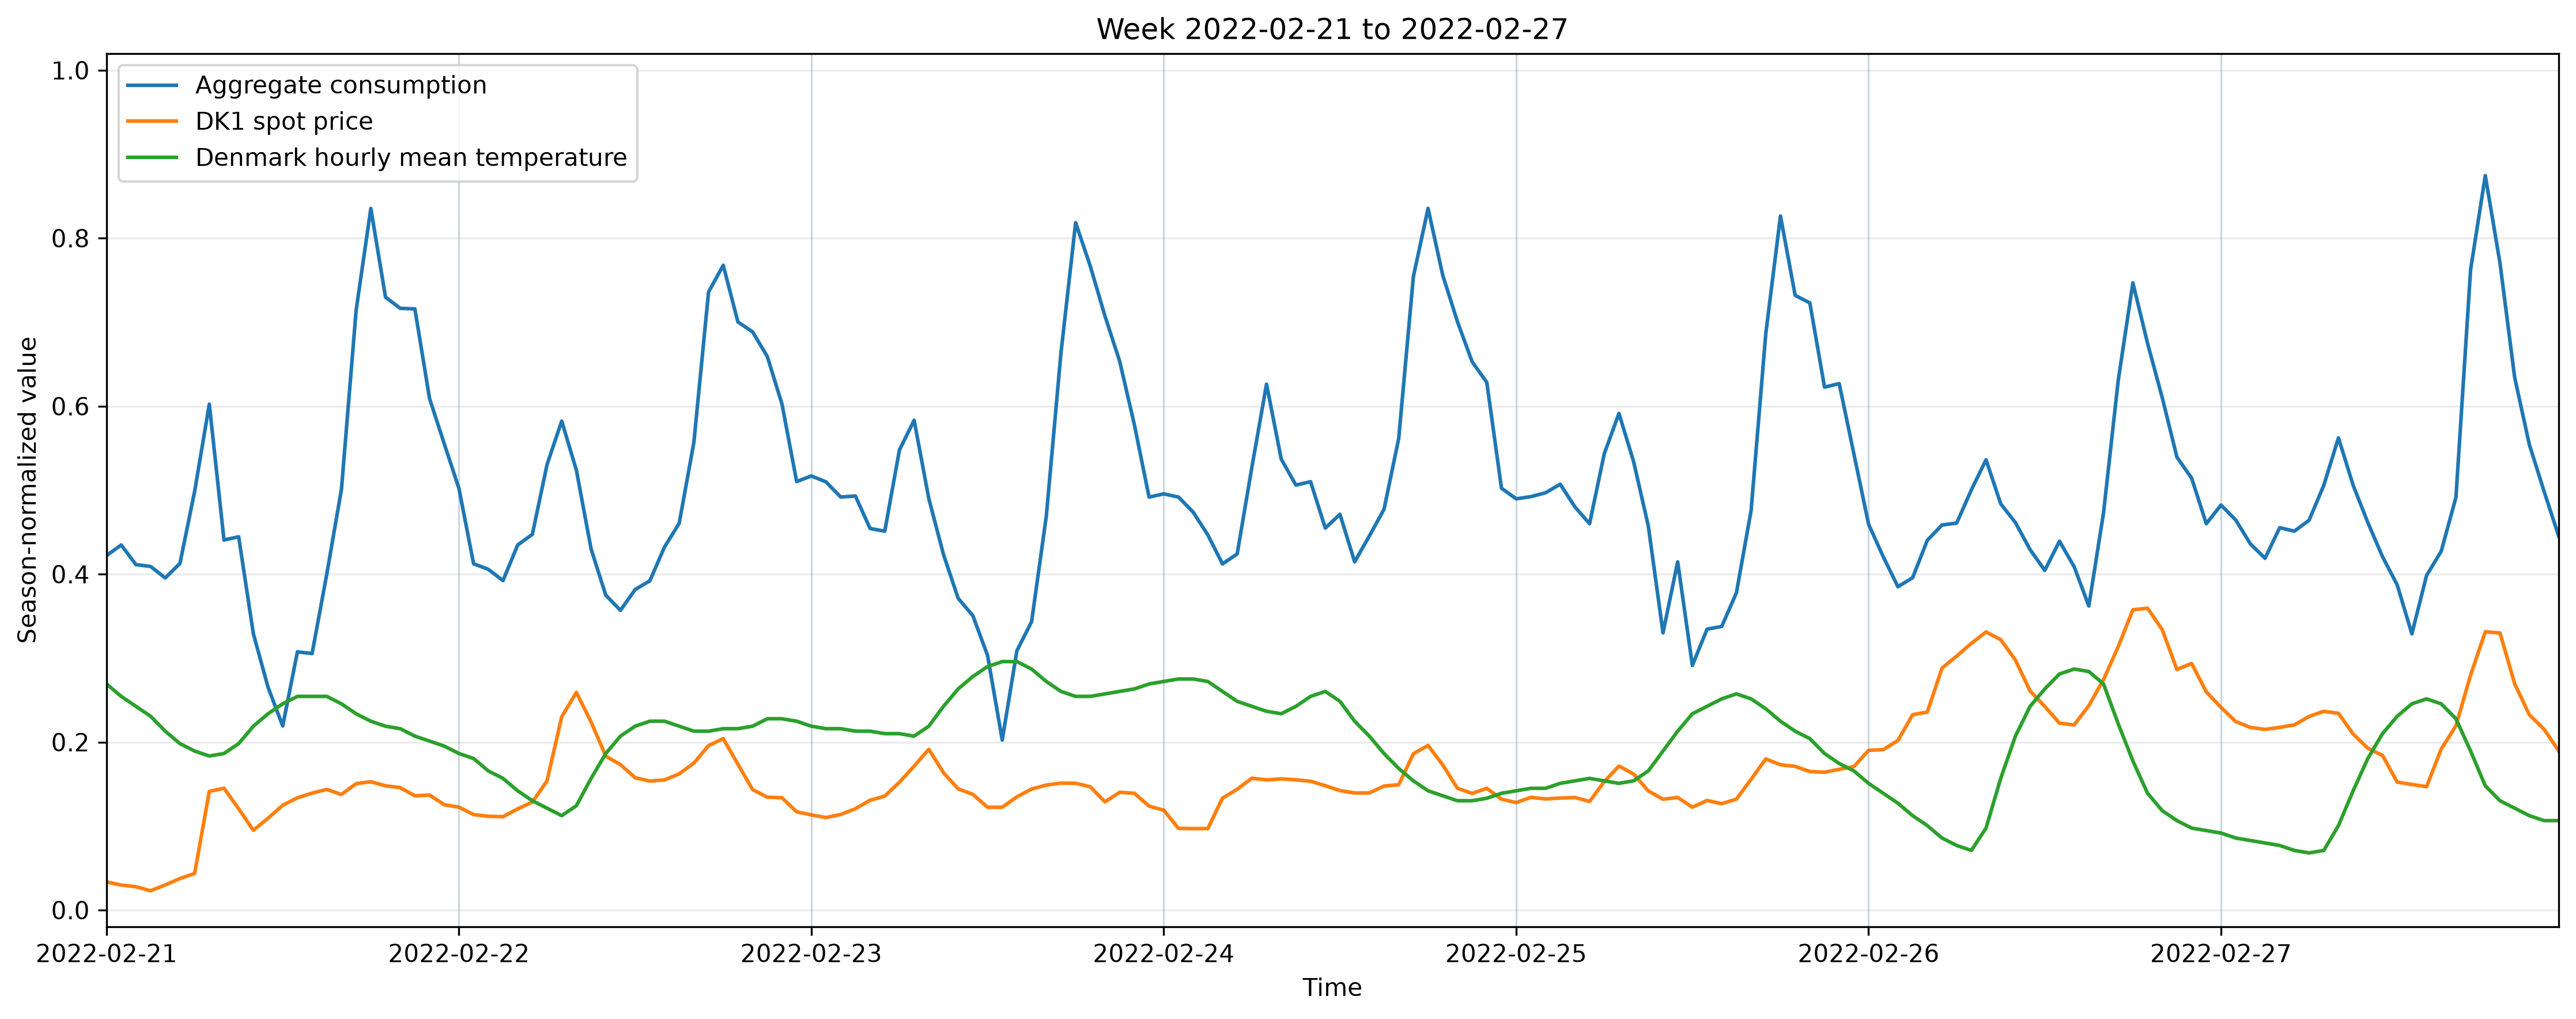 Week 2022-02-21 to 2022-02-27
Aggregate consumption
DK1 spot price
Denmark hourly mean temperature
Season-normalized value
1.0
0.8
0.6
0.4
0.2
0.0
2022-02-21 2022-02-22 2022-02-23 2022-02-24 2022-02-25 2022-02-26 2022-02-27
Time